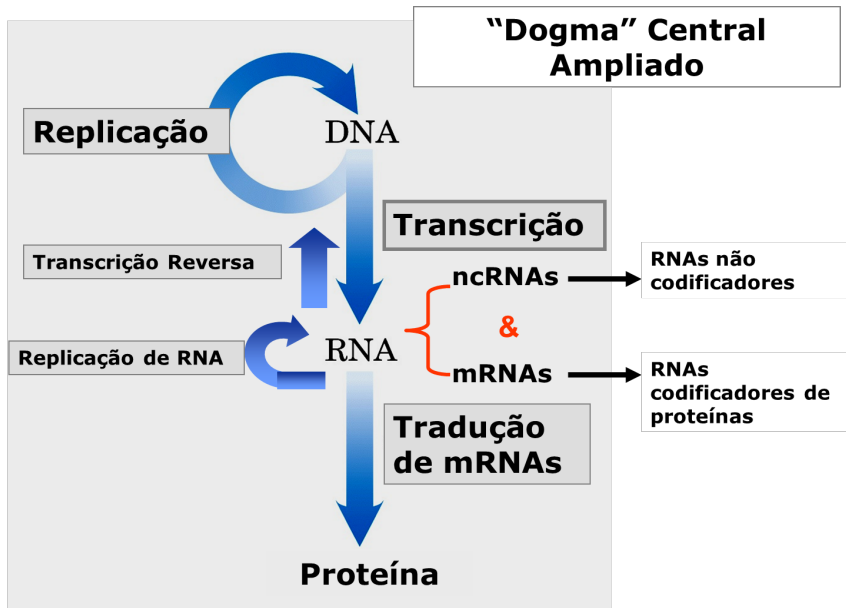 “Dogma” Central
Ampliado
Replicação
DNA
Transcrição
Transcrição Reversa
ncRNAs
RNAs não
codificadores
&
Replicação de RNA
RNA
mRNAs
RNAs
codificadores de
proteínas
Tradução
de mRNAs
Proteína